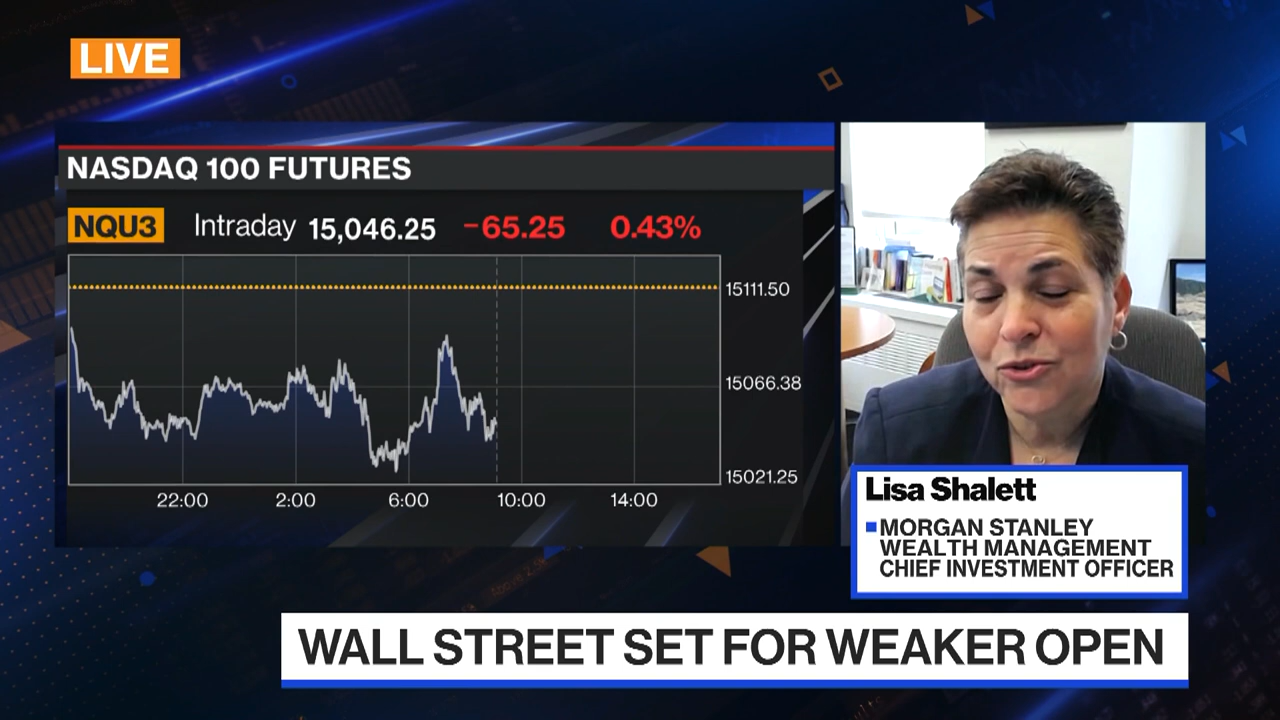 LIVE
NASDAQ 100 FUTURES
NQU3 Intraday 15,046.25 -65.25 0.43%
15111.50
15066.38
15021.25
22:00 2:00 6:00 10:00 14:00
Lisa Shalett
MORGAN STANLEY
WEALTH MANAGEMENT
CHIEF INVESTMENT OFFICER
WALL STREET SET FOR WEAKER OPEN